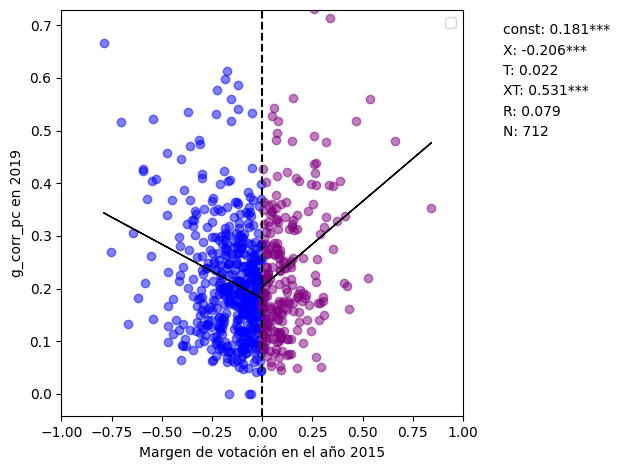 0.7
0.6
0.5
0.4
0.3
0.2
0.1
0.0
g_corr_pc en 2019
−1.00 −0.75 −0.50 −0.25 0.00 0.25 0.50 0.75 1.00
Margen de votación en el año 2015
const: 0.181***
X: -0.206***
T: 0.022
XT: 0.531***
R: 0.079
N: 712